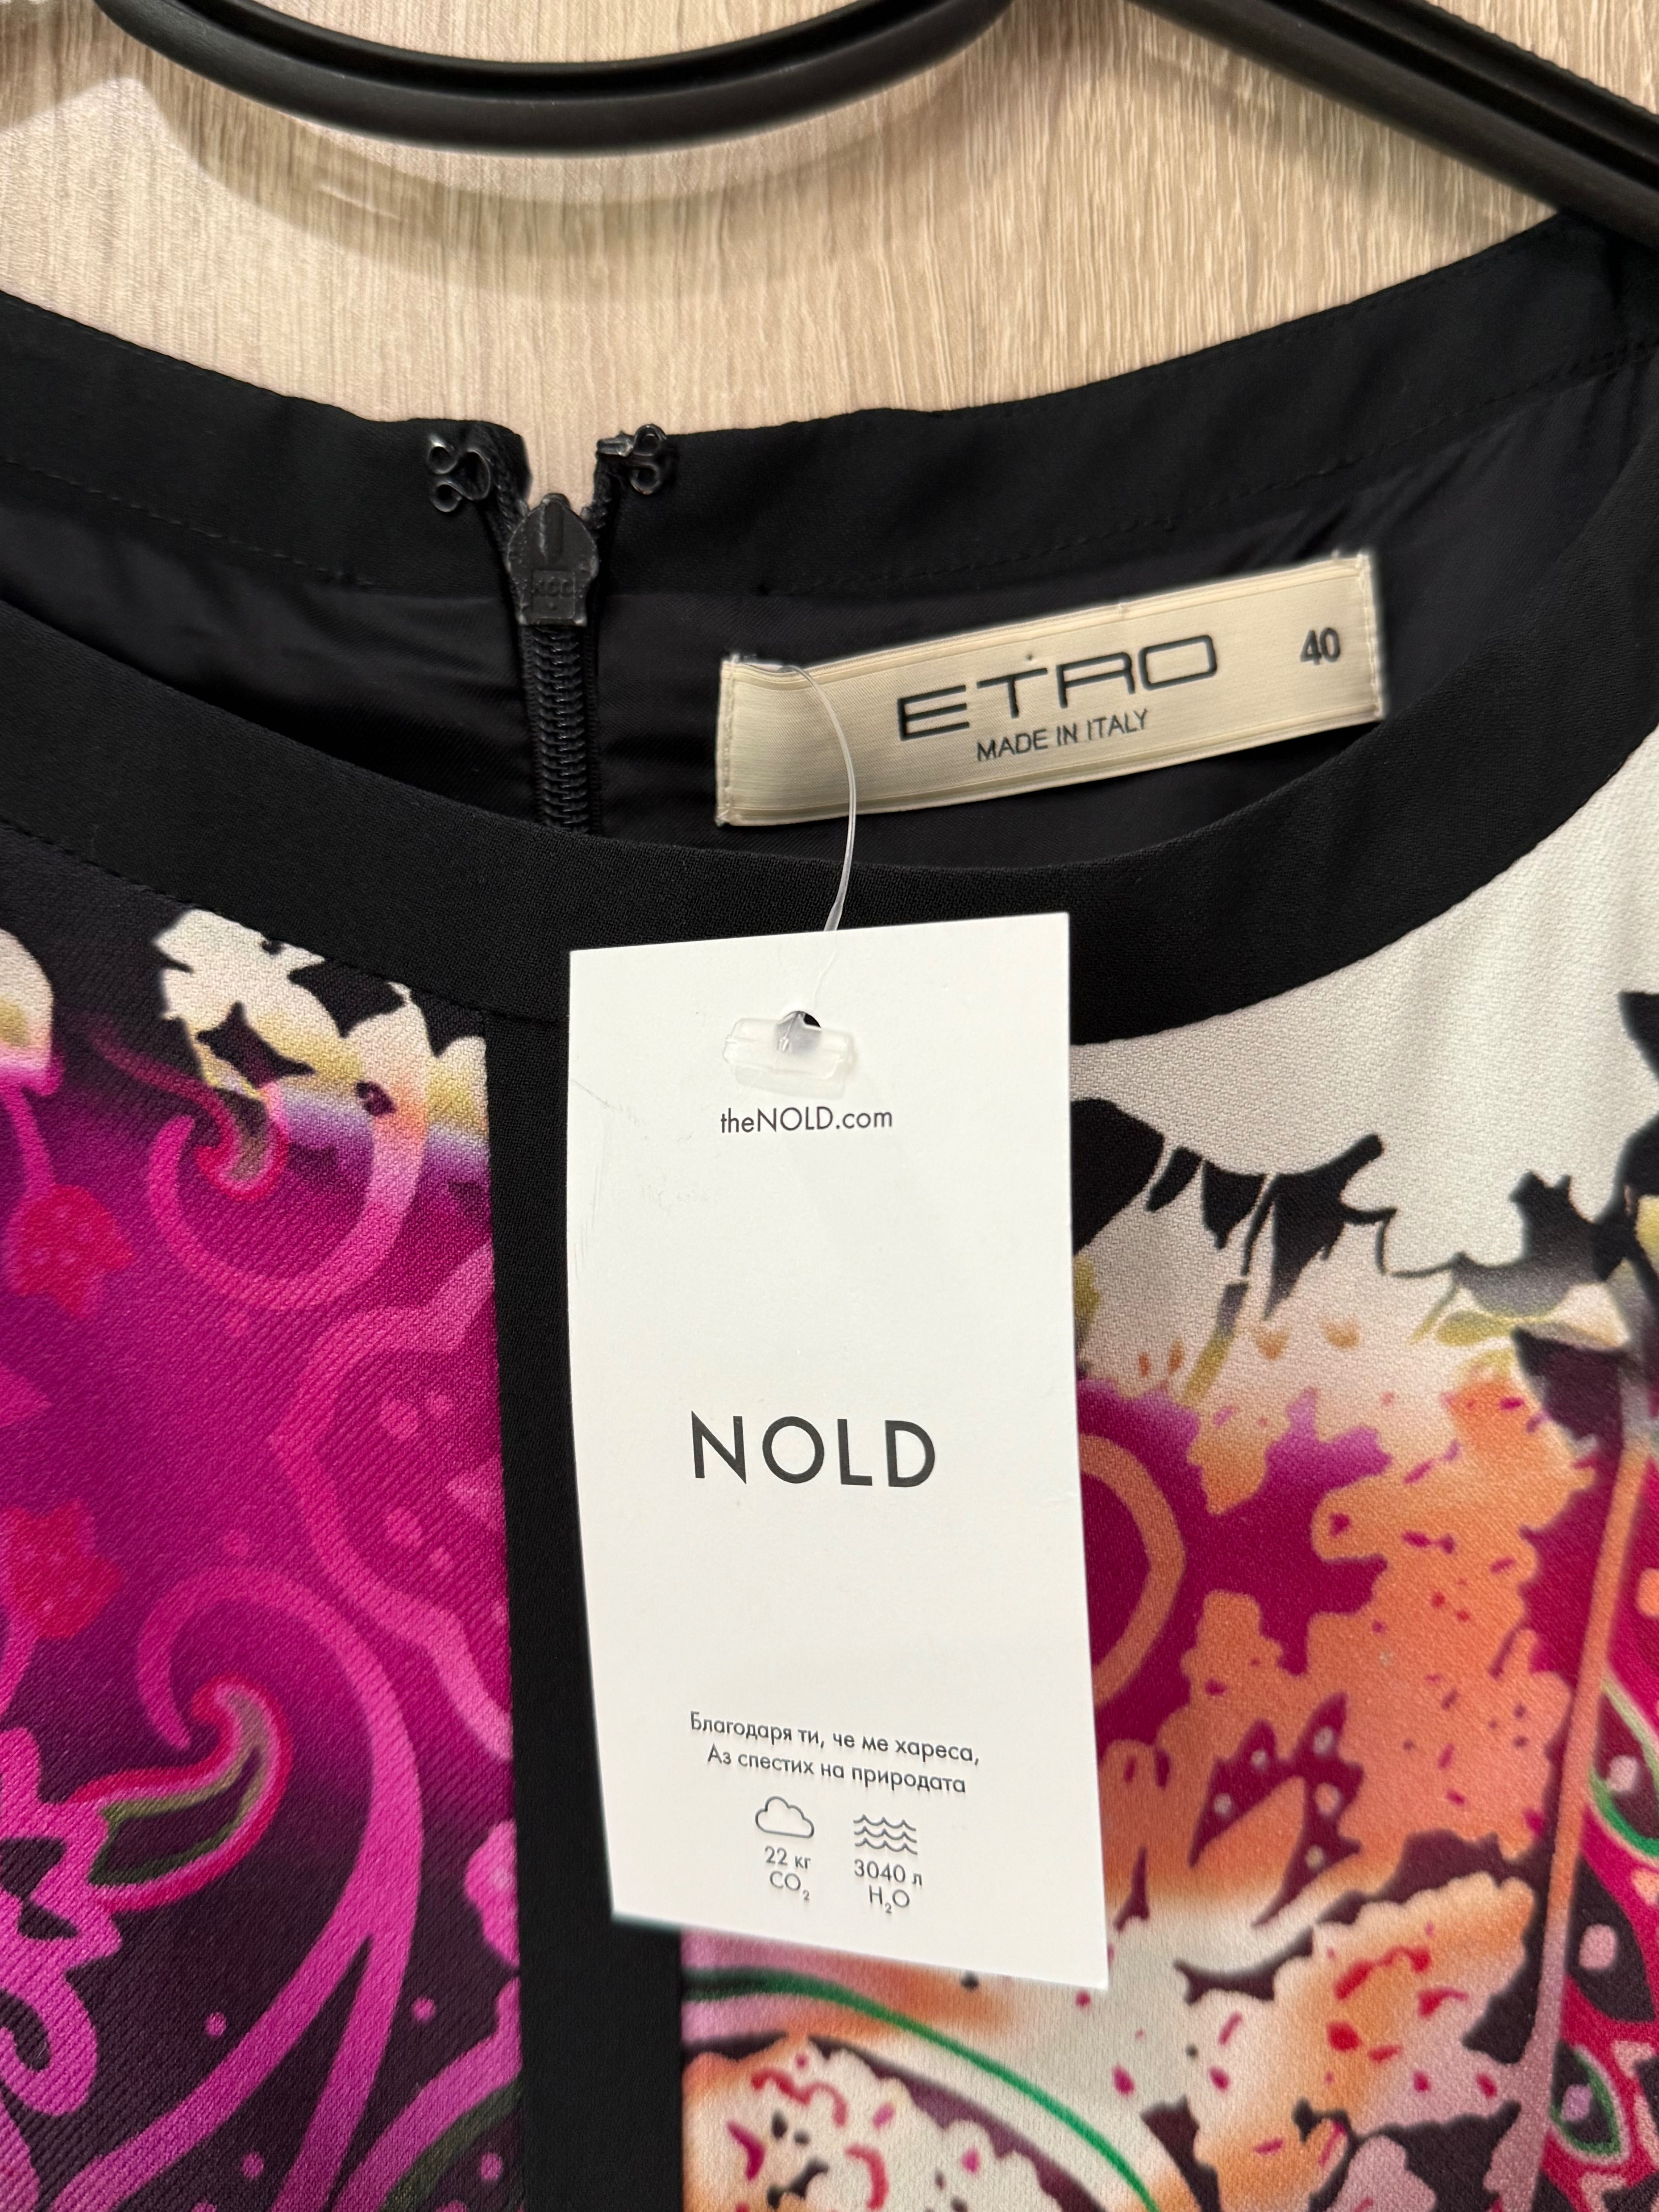 ETRO
40
MADE IN ITALY
theNOLD.com
NOLD
Благодаря ти, че ме хареса,
Аз спестих на природата
22 кг
CO₂
3040 л
H₂O